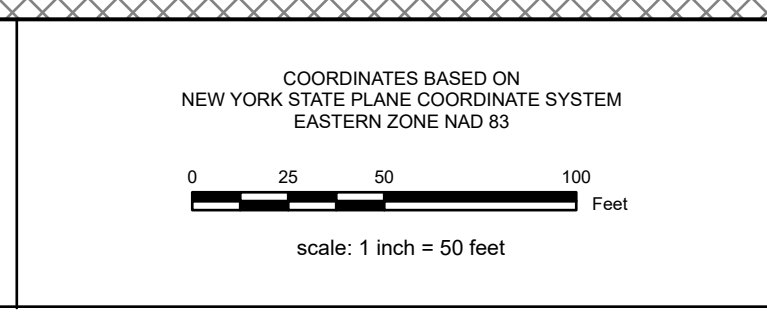 COORDINATES BASED ON
NEW YORK STATE PLANE COORDINATE SYSTEM
EASTERN ZONE NAD 83
0 25 50 100
Feet
scale: 1 inch = 50 feet